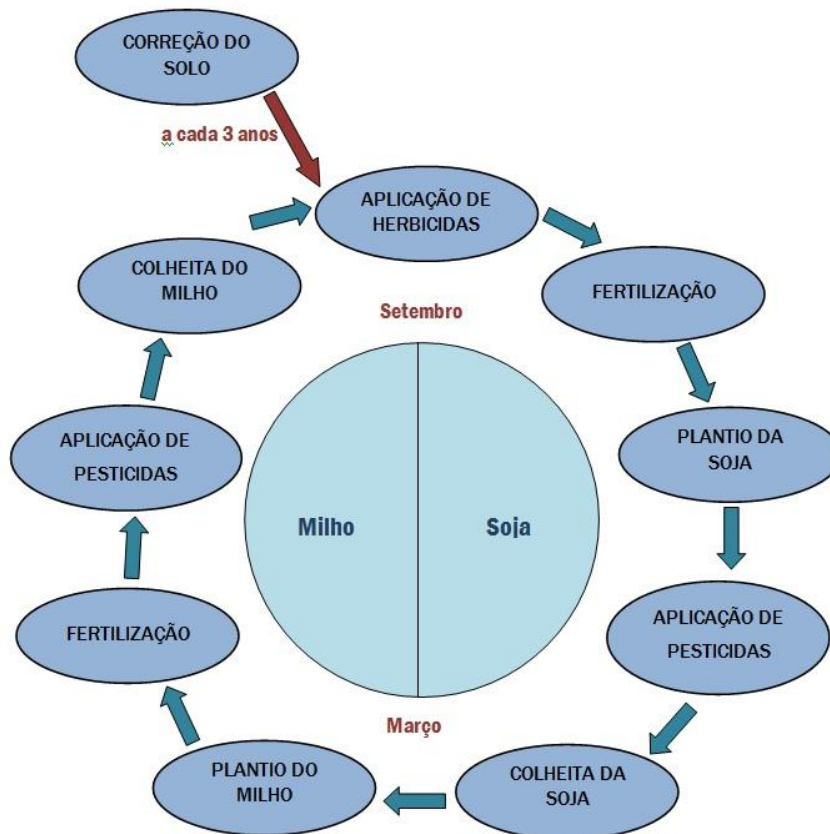 CORREÇÃO DO
SOLO
a cada 3 anos
APLICAÇÃO DE
HERBICIDAS
FERTILIZAÇÃO
PLANTIO DA
SOJA
APLICAÇÃO DE
PESTICIDAS
COLHEITA DA
SOJA
PLANTIO DO
MILHO
FERTILIZAÇÃO
APLICAÇÃO DE
PESTICIDAS
COLHEITA DO
MILHO
Setembro
Milho
Soja
Março